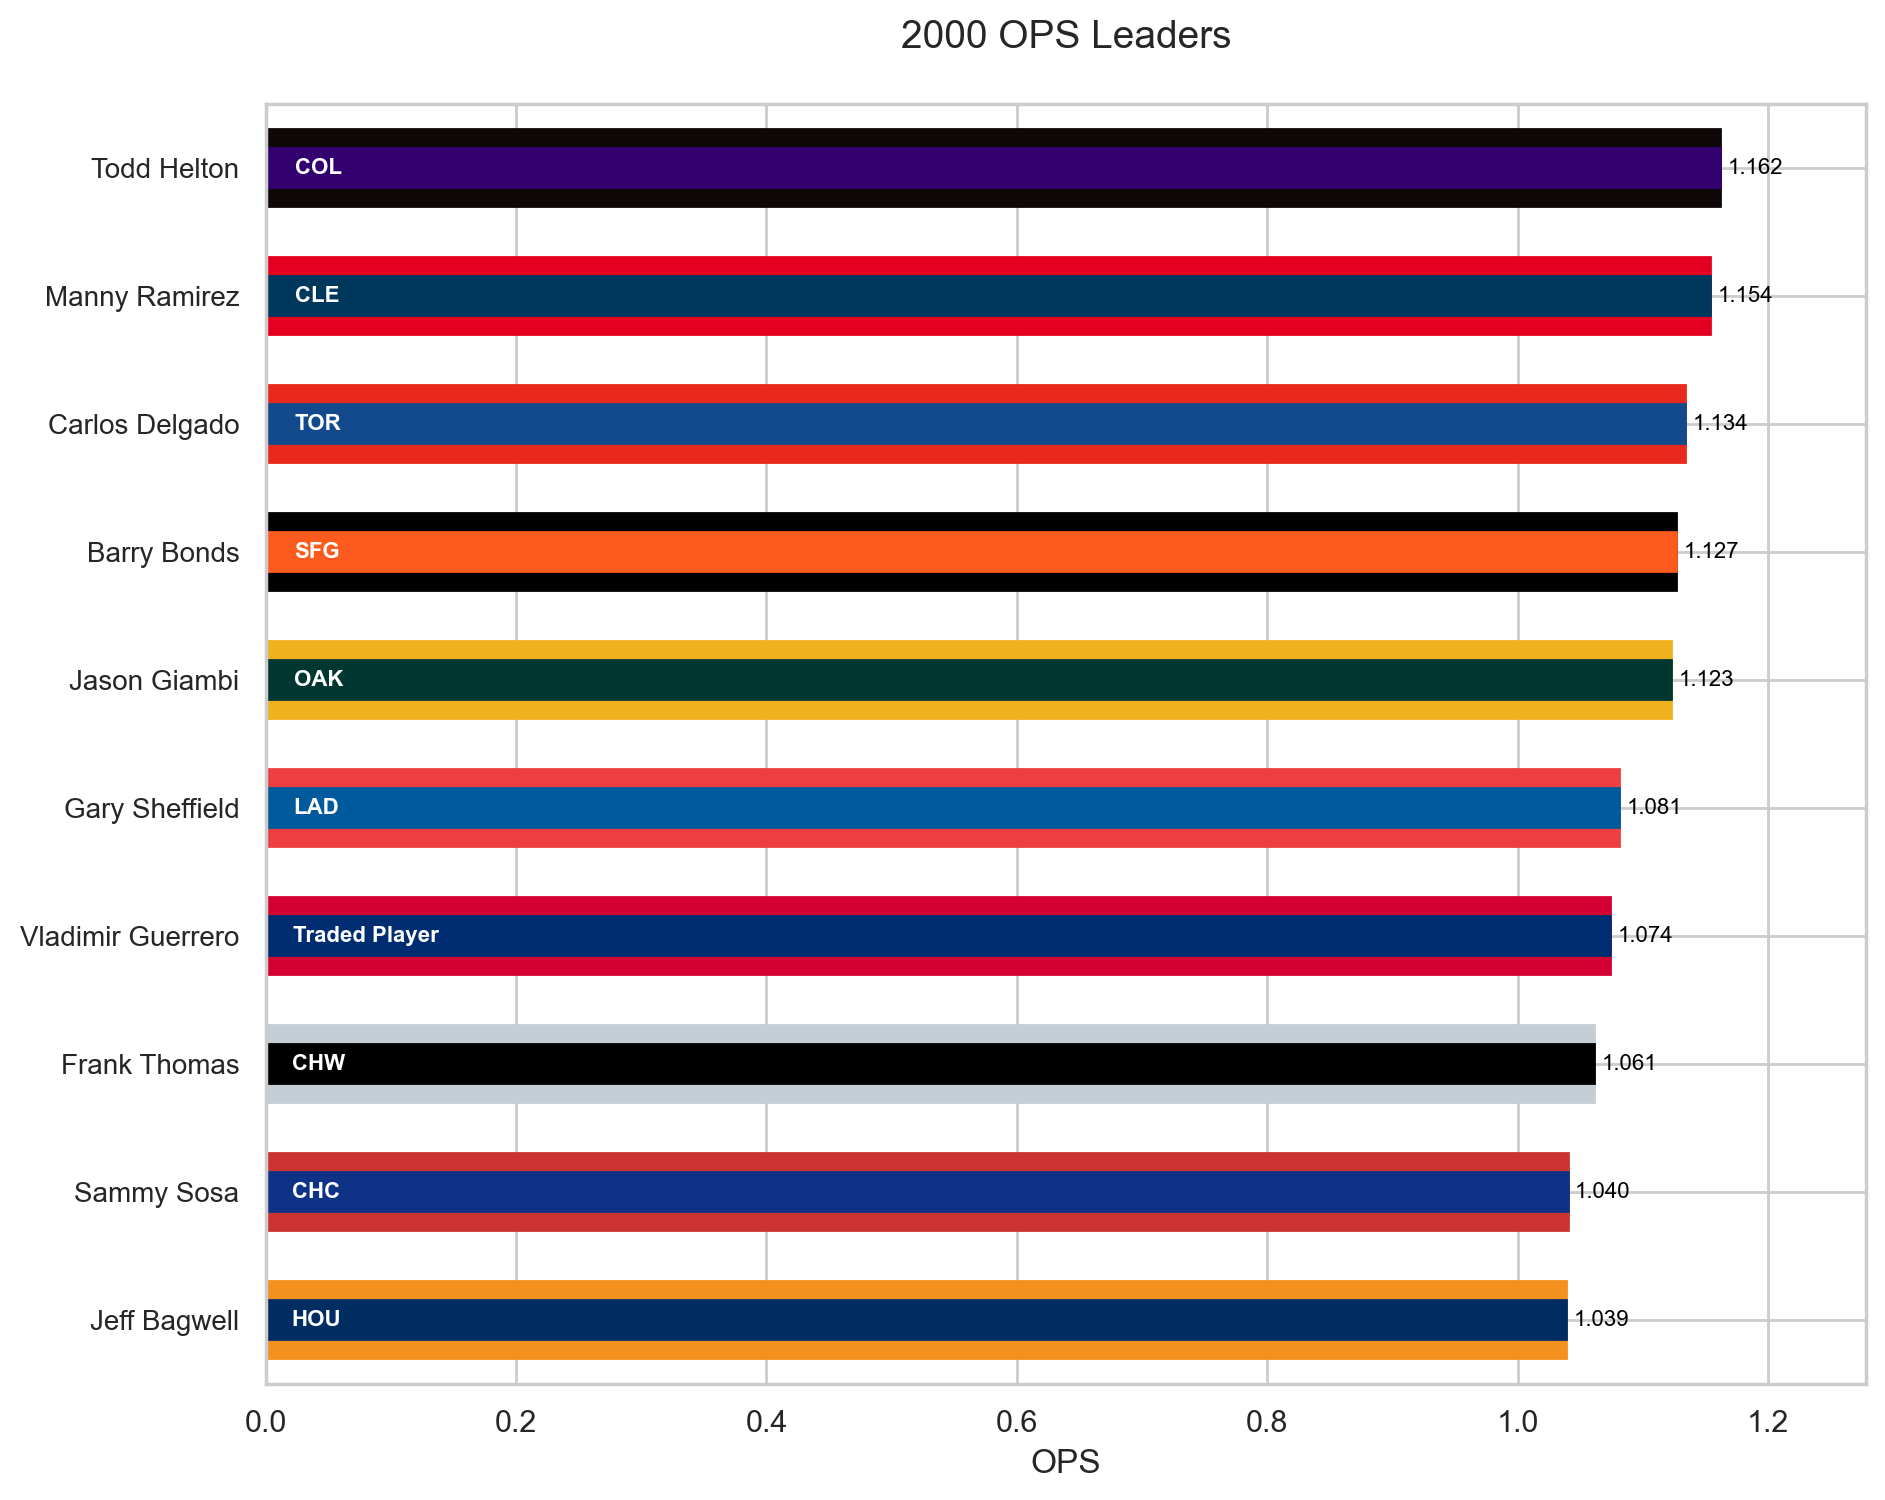 2000 OPS Leaders
Todd Helton COL 1.162
Manny Ramirez CLE 1.154
Carlos Delgado TOR 1.134
Barry Bonds SFG 1.127
Jason Giambi OAK 1.123
Gary Sheffield LAD 1.081
Vladimir Guerrero Traded Player 1.074
Frank Thomas CHW 1.061
Sammy Sosa CHC 1.040
Jeff Bagwell HOU 1.039
0.0 0.2 0.4 0.6 0.8 1.0 1.2
OPS